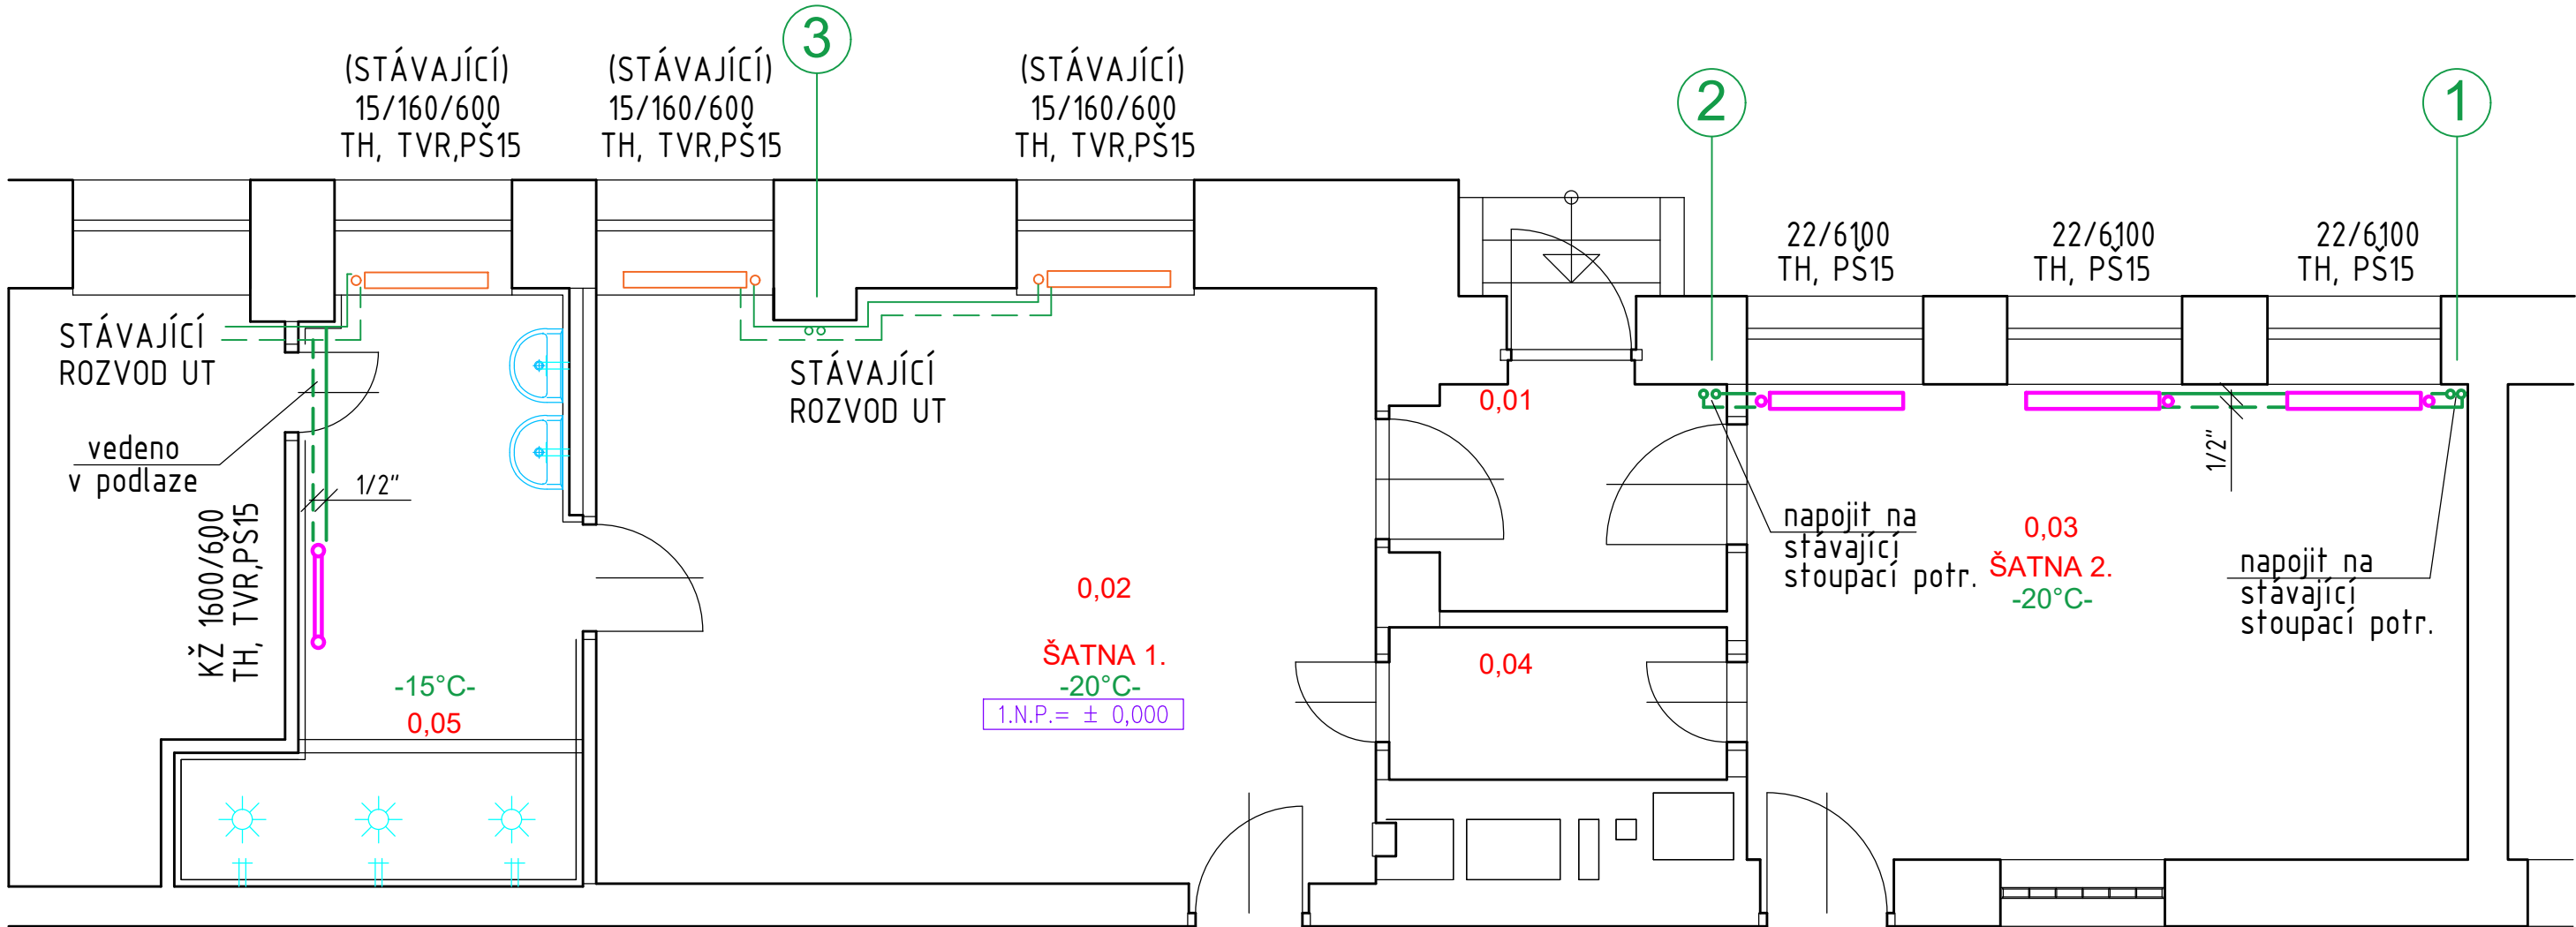 3
(STÁVAJÍCÍ)
15/160/600
TH, TVR,PŠ15
(STÁVAJÍCÍ)
15/160/600
TH, TVR,PŠ15
(STÁVAJÍCÍ)
15/160/600
TH, TVR,PŠ15
2
1
22/6100
TH, PŠ15
22/6100
TH, PŠ15
22/6100
TH, PŠ15
STÁVAJÍCÍ
ROZVOD UT
STÁVAJÍCÍ
ROZVOD UT
0,01
vedeno
v podlaze
1/2"
1/2"
KŽ 1600/600
TH, TVR,PŠ15
napojit na
stávající
stoupací potr.
0,03
ŠATNA 2.
-20°C-
napojit na
stávající
stoupací potr.
0,02
ŠATNA 1.
-20°C-
1.N.P.= ± 0,000
0,04
-15°C-
0,05